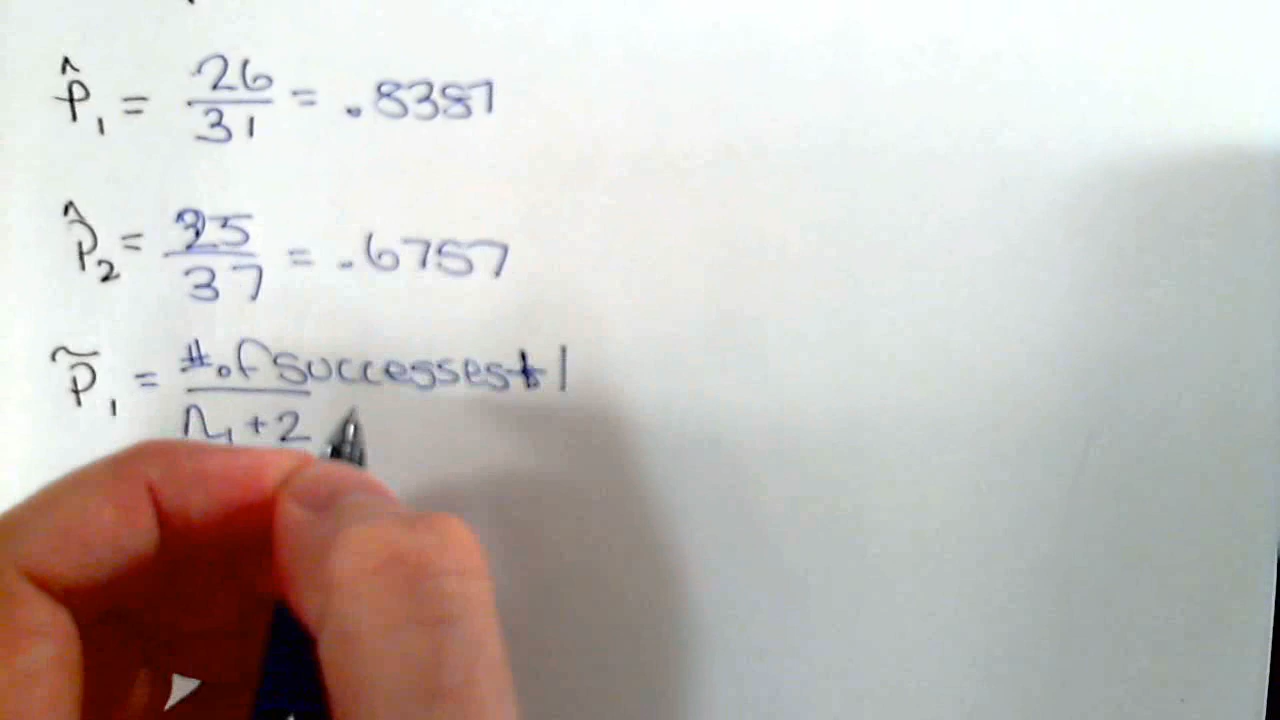 p̂₁ = 26/31 = .8387
p̂₂ = 25/37 = .6757
p̃₁ = # of successes + 1 / n₁ + 2